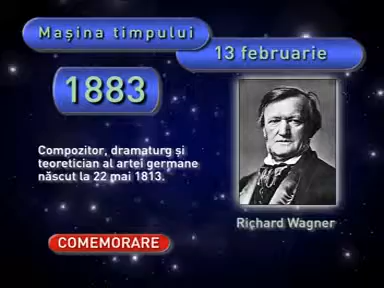 Mașina timpului
13 februarie
1883
Compozitor, dramaturg și
teoretician al artei germane
născut la 22 mai 1813.
Richard Wagner
COMEMORARE